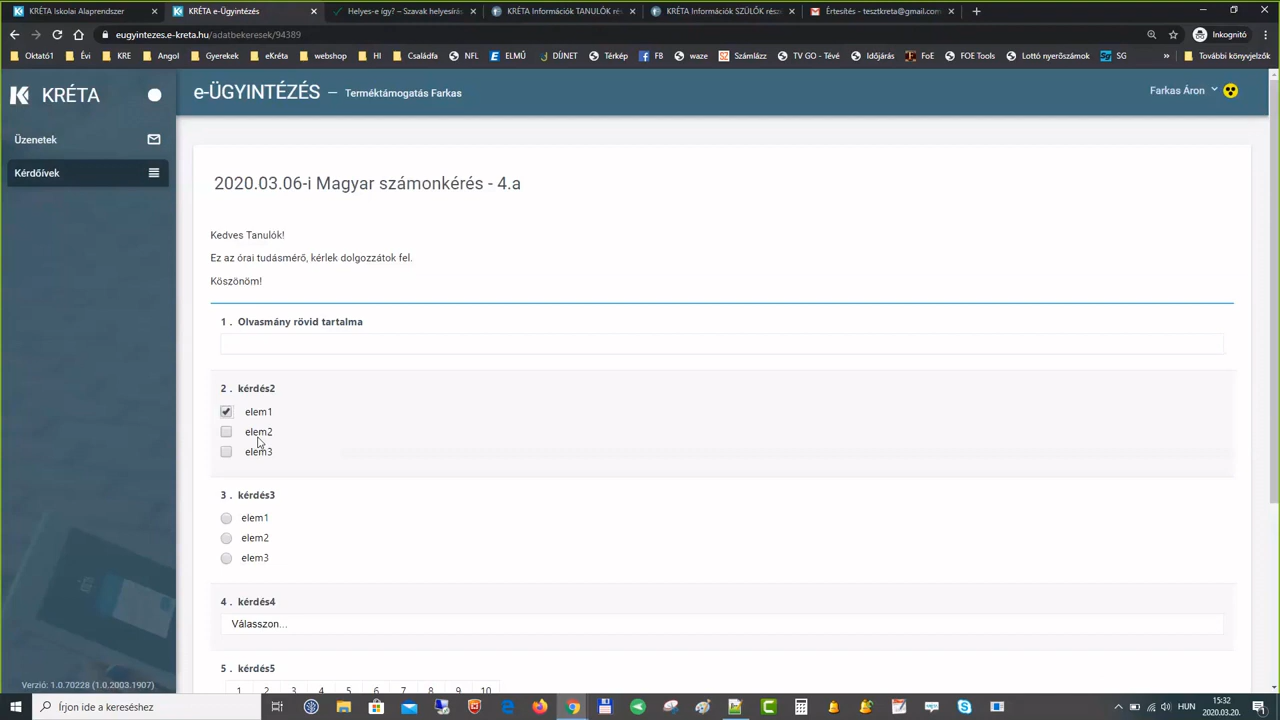 KRÉTA Iskolai Alaprendszer
KRÉTA e-Ügyintézés
Helyes-e így? – Szavak helyesírás
KRÉTA Információk TANULÓK rés
KRÉTA Információk SZÜLŐK rész
Értesítés - tesztkreta@gmail.com
eugyintezes.e-kreta.hu/adatbekeresek/94389
Inkognitó
Oktató1
Évi
KRE
Angol
Gyerekek
eKréta
webshop
HI
Családfa
NFL
ELMŰ
DÜNET
Térkép
FB
waze
Számlázz
TV GO - Tévé
Időjárás
FoE
FOE Tools
Lottó nyerőszámok
SG
»
További könyvjelzők
KRÉTA
e-ÜGYINTÉZÉS — Terméktámogatás Farkas
Farkas Áron
Üzenetek
Kérdőívek
2020.03.06-i Magyar számonkérés - 4.a
Kedves Tanulók!
Ez az órai tudásmérő, kérlek dolgozzátok fel.
Köszönöm!
1 . Olvasmány rövid tartalma
2 . kérdés2
elem1
elem2
elem3
3 . kérdés3
elem1
elem2
elem3
4 . kérdés4
Válasszon...
5 . kérdés5
1 2 3 4 5 6 7 8 9 10
Verzió: 1.0.70228 (1.0.2003.1907)
Írjon ide a kereséshez
HUN
15:32
2020.03.20.